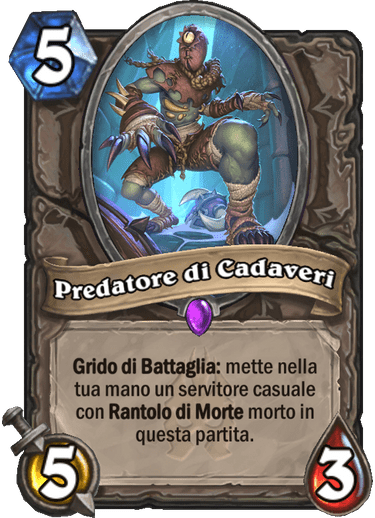 5
Predatore di Cadaveri
Grido di Battaglia: mette nella
tua mano un servitore casuale
con Rantolo di Morte morto in
questa partita.
5
3